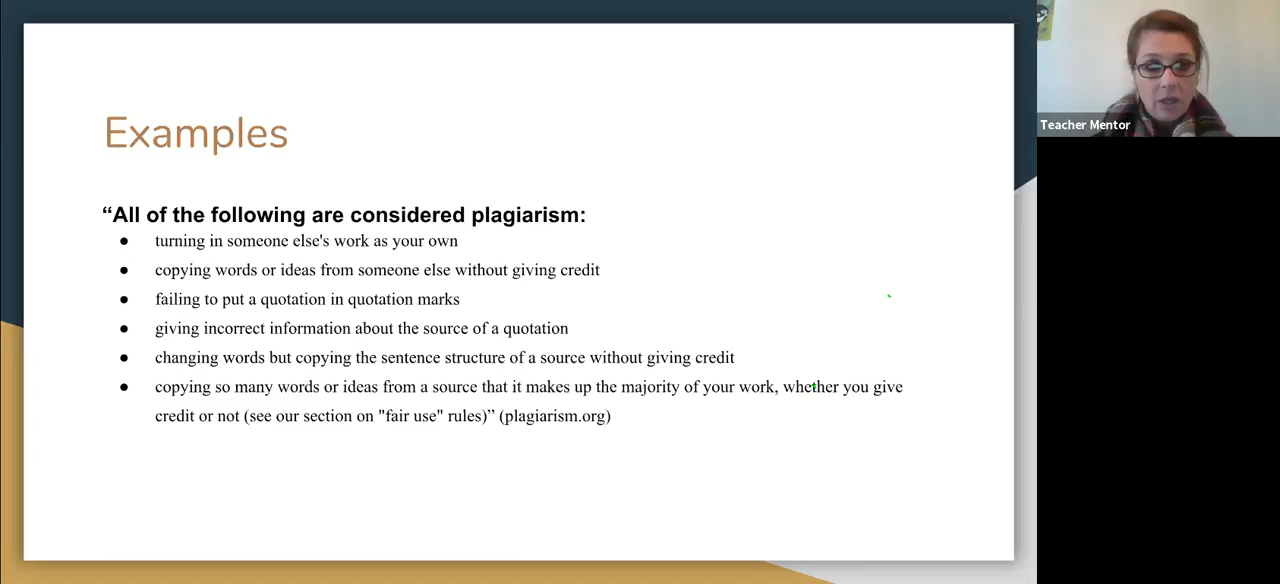 Examples
“All of the following are considered plagiarism:
● turning in someone else's work as your own
● copying words or ideas from someone else without giving credit
● failing to put a quotation in quotation marks
● giving incorrect information about the source of a quotation
● changing words but copying the sentence structure of a source without giving credit
● copying so many words or ideas from a source that it makes up the majority of your work, whether you give
credit or not (see our section on "fair use" rules)” (plagiarism.org)
Teacher Mentor